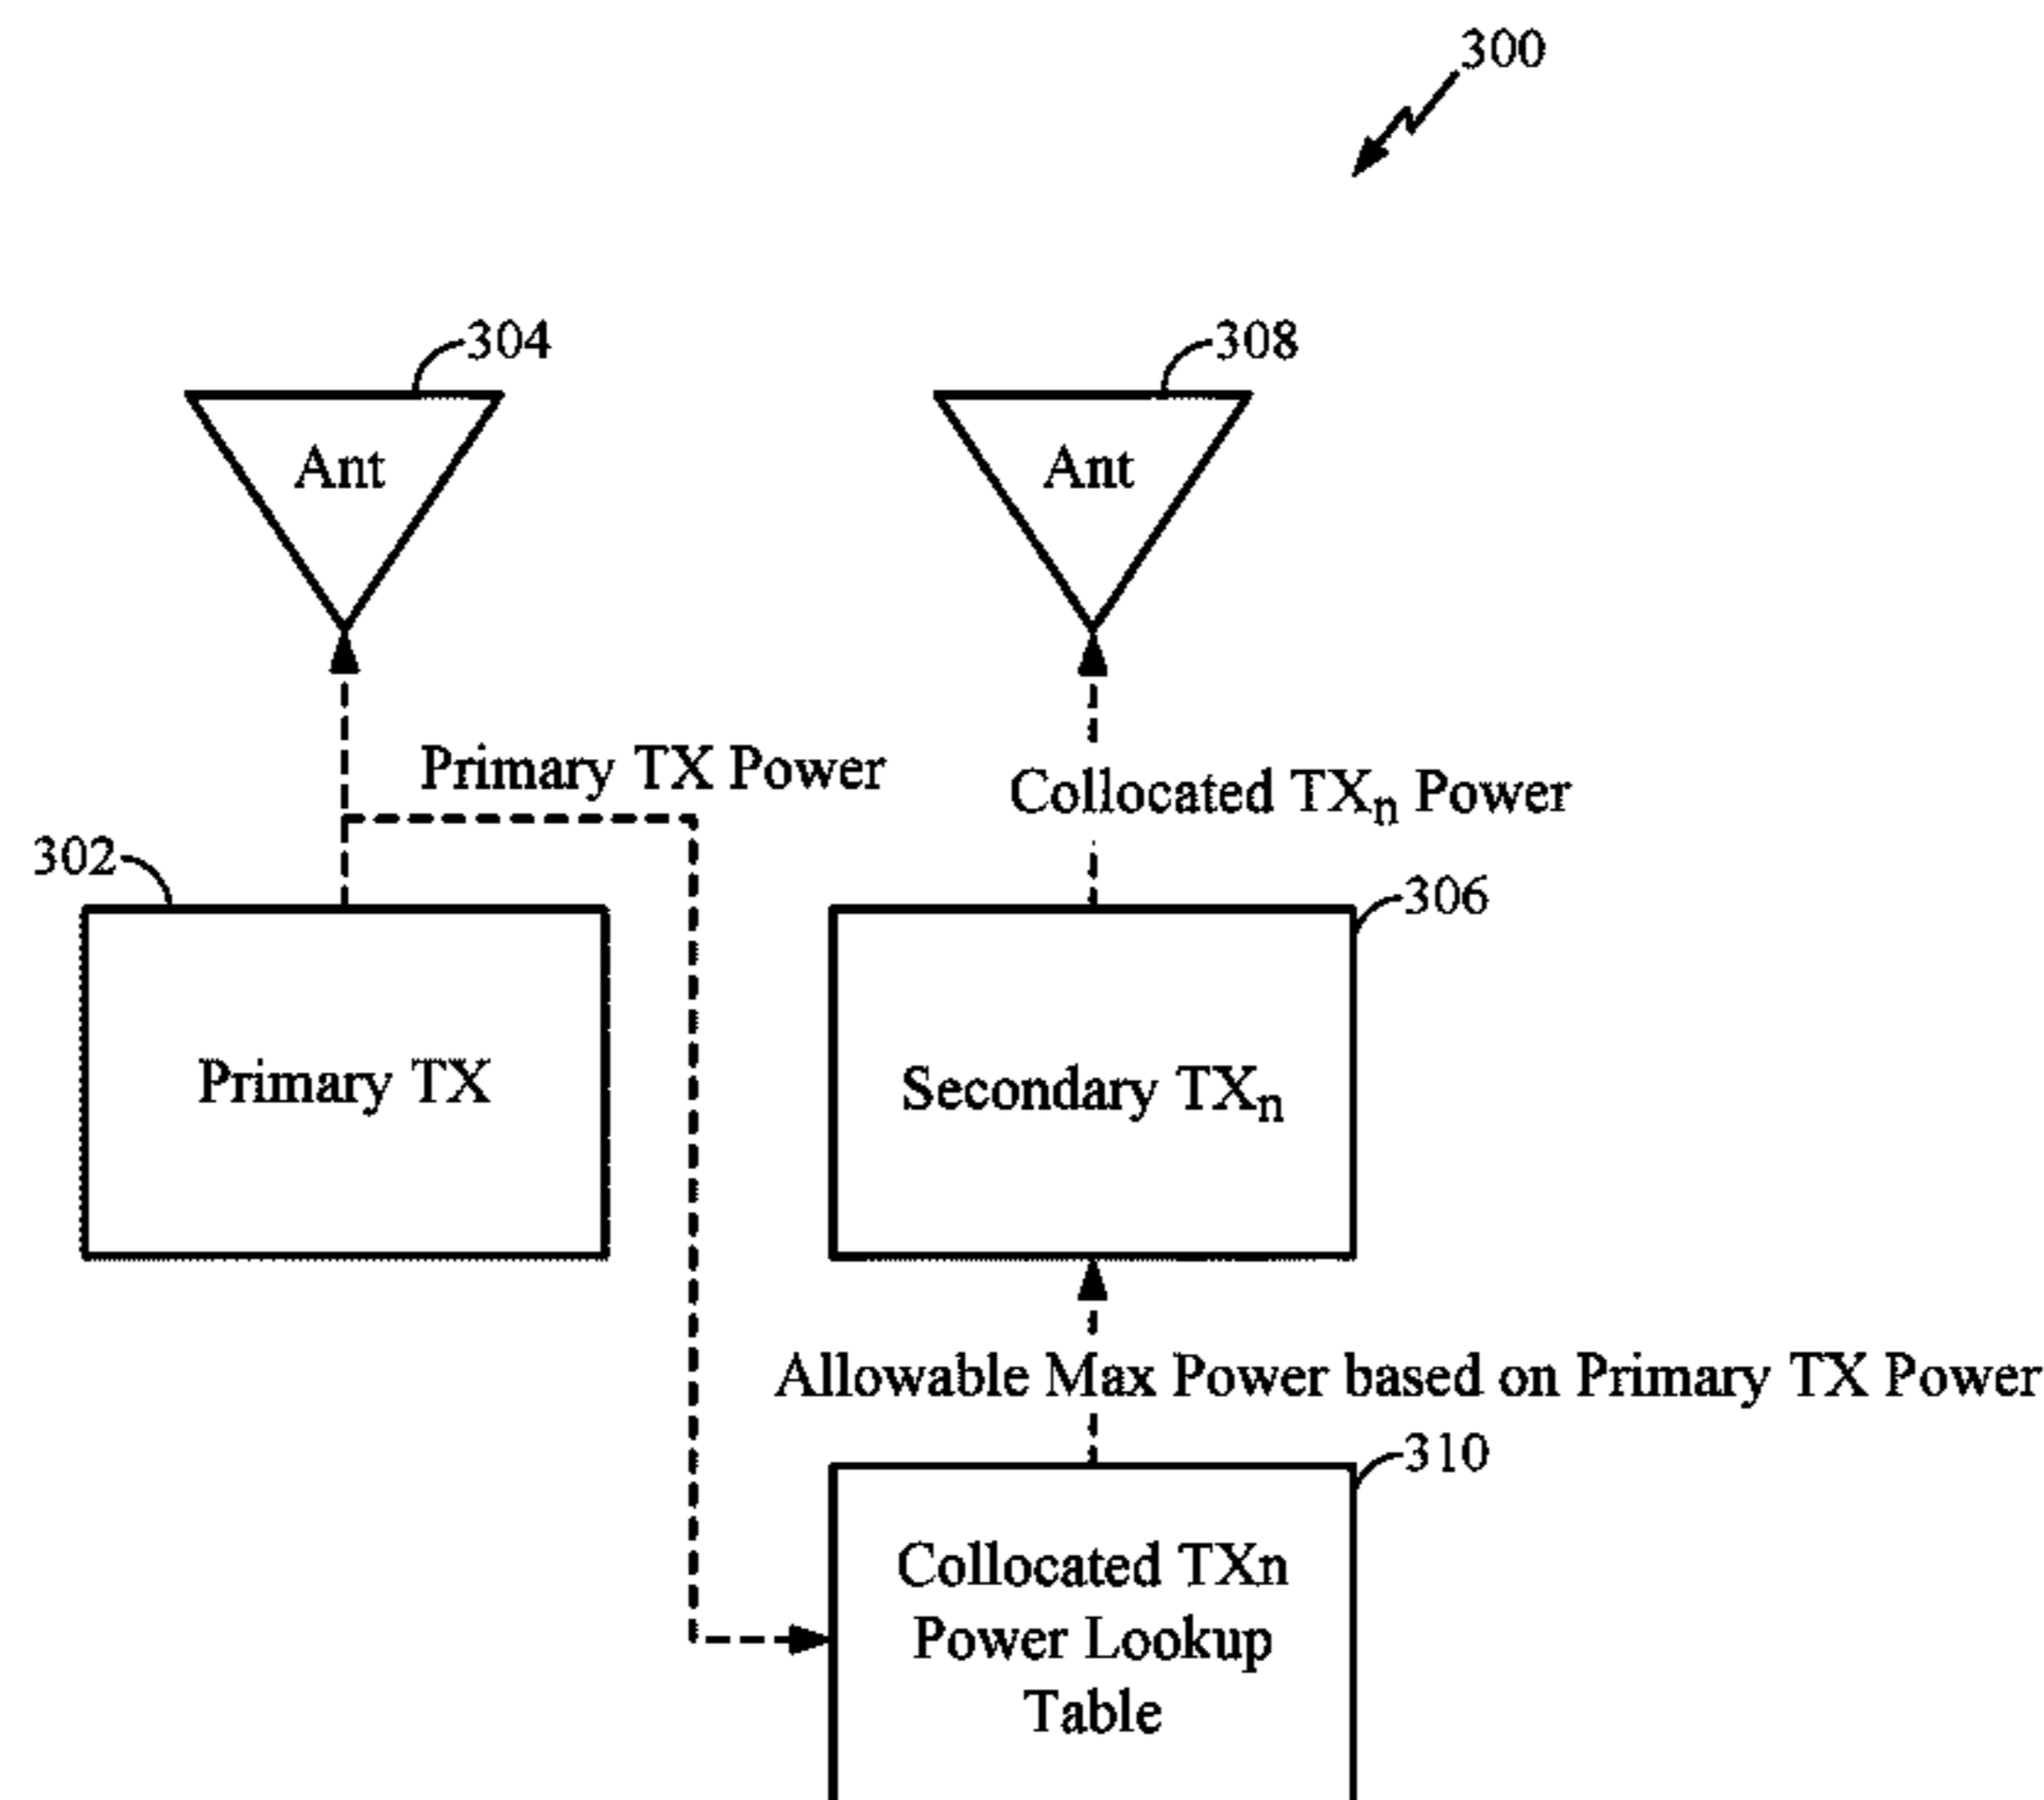 300
304
308
Ant
Ant
Primary TX Power
Collocated TXn Power
302
306
Primary TX
Secondary TXn
Allowable Max Power based on Primary TX Power
310
Collocated TXn
Power Lookup
Table